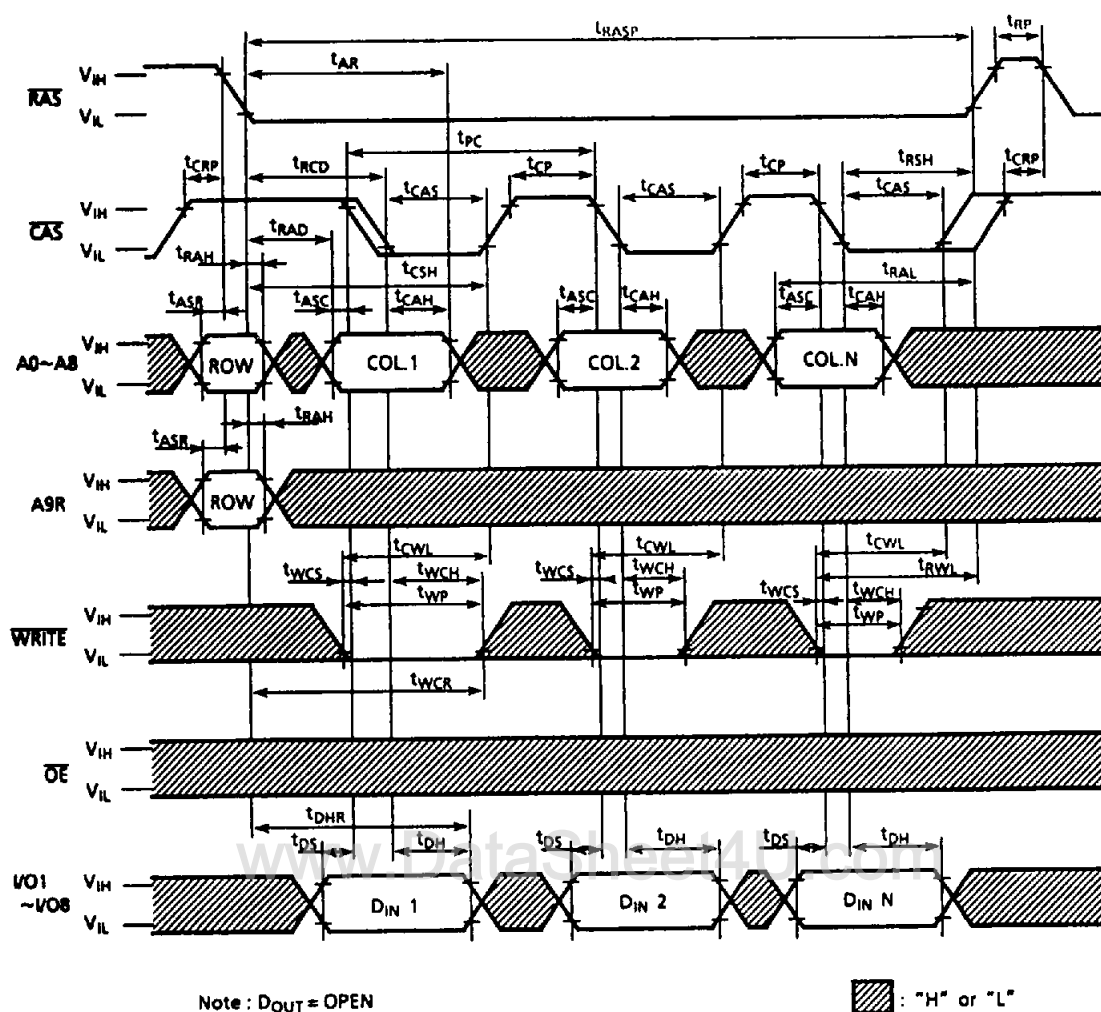 tRASP tRP
tAR
RAS VIH
VIL
tPC
tCRP tRCD tCP tCP tRSH tCRP
tCAS tCAS tCAS
CAS VIH
VIL
tRAD
tRAH tCSH tRAL
tASR tASC tCAH tASC tCAH tASC tCAH
A0~A8 VIH
VIL
ROW COL.1 COL.2 COL.N
tRAH
tASR
A9R VIH
VIL
ROW
tCWL tCWL tCWL
tWCS tWCH tWCS tWCH tRWL
tWP tWP tWCS tWCH
tWP
WRITE VIH
VIL
tWCR
OE VIH
VIL
tDHR
tDS tDH tDS tDH tDS tDH
www.DataSheet4U.com
I/O1
~I/O8
VIH
VIL
DIN 1 DIN 2 DIN N
Note : DOUT = OPEN
: "H" or "L"